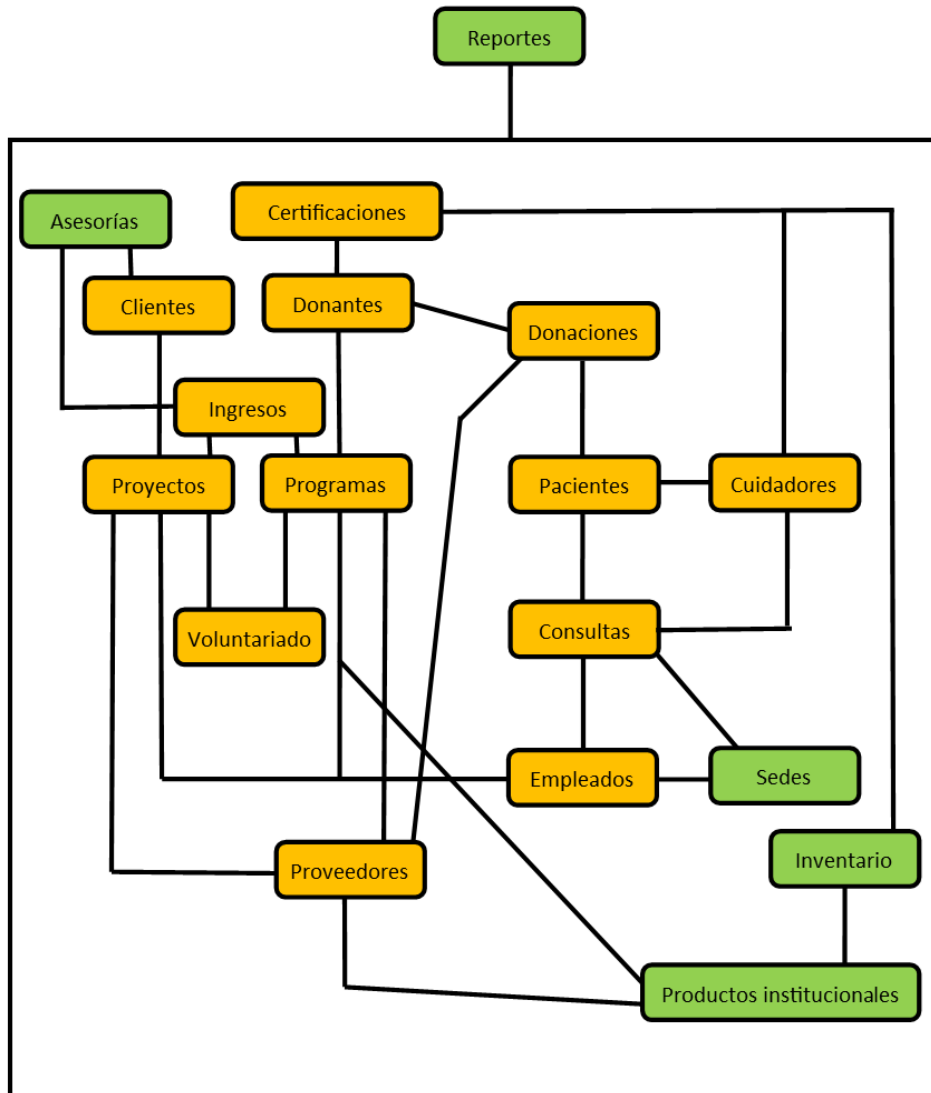 Reportes
Asesorías
Certificaciones
Clientes
Donantes
Donaciones
Ingresos
Proyectos
Programas
Pacientes
Cuidadores
Voluntariado
Consultas
Empleados
Sedes
Proveedores
Inventario
Productos institucionales